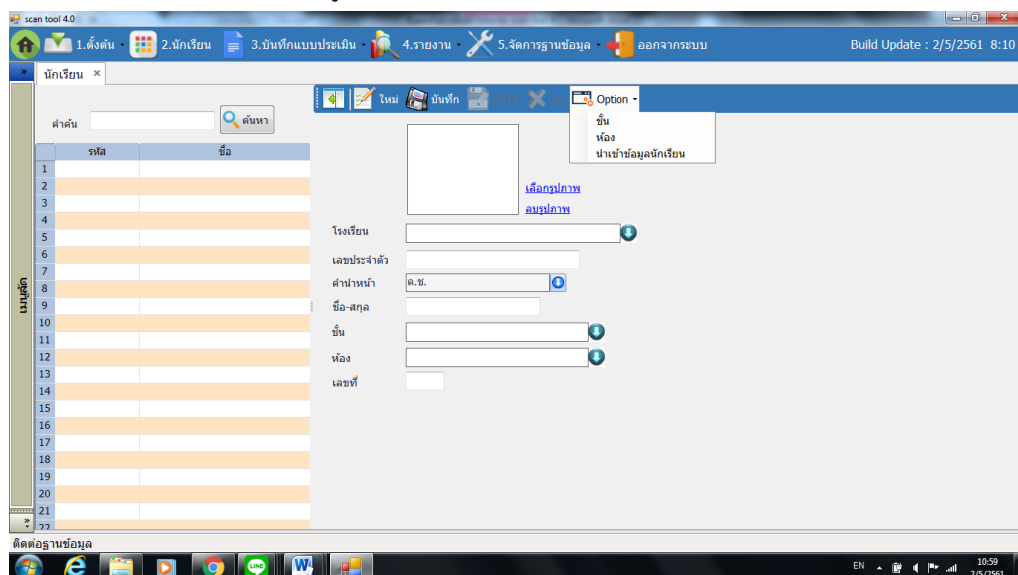 scan tool 4.0
1.ตั้งต้น 2.นักเรียน 3.บันทึกแบบประเมิน 4.รายงาน 5.จัดการฐานข้อมูล ออกจากระบบ Build Update : 2/5/2561 8:10
นักเรียน ×
ใหม่ บันทึก Option
ชั้น
ห้อง
นำเข้าข้อมูลนักเรียน
คำค้น ค้นหา
รหัส ชื่อ
1
2
3
4
5
6
7
8
9
10
11
12
13
14
15
16
17
18
19
20
21
22
เมนูหลัก
เลือกรูปภาพ
ลบรูปภาพ
โรงเรียน
เลขประจำตัว
คำนำหน้า ด.ช.
ชื่อ-สกุล
ชั้น
ห้อง
เลขที่
ติดต่อฐานข้อมูล
LINE W
EN 10:59
2/5/2561